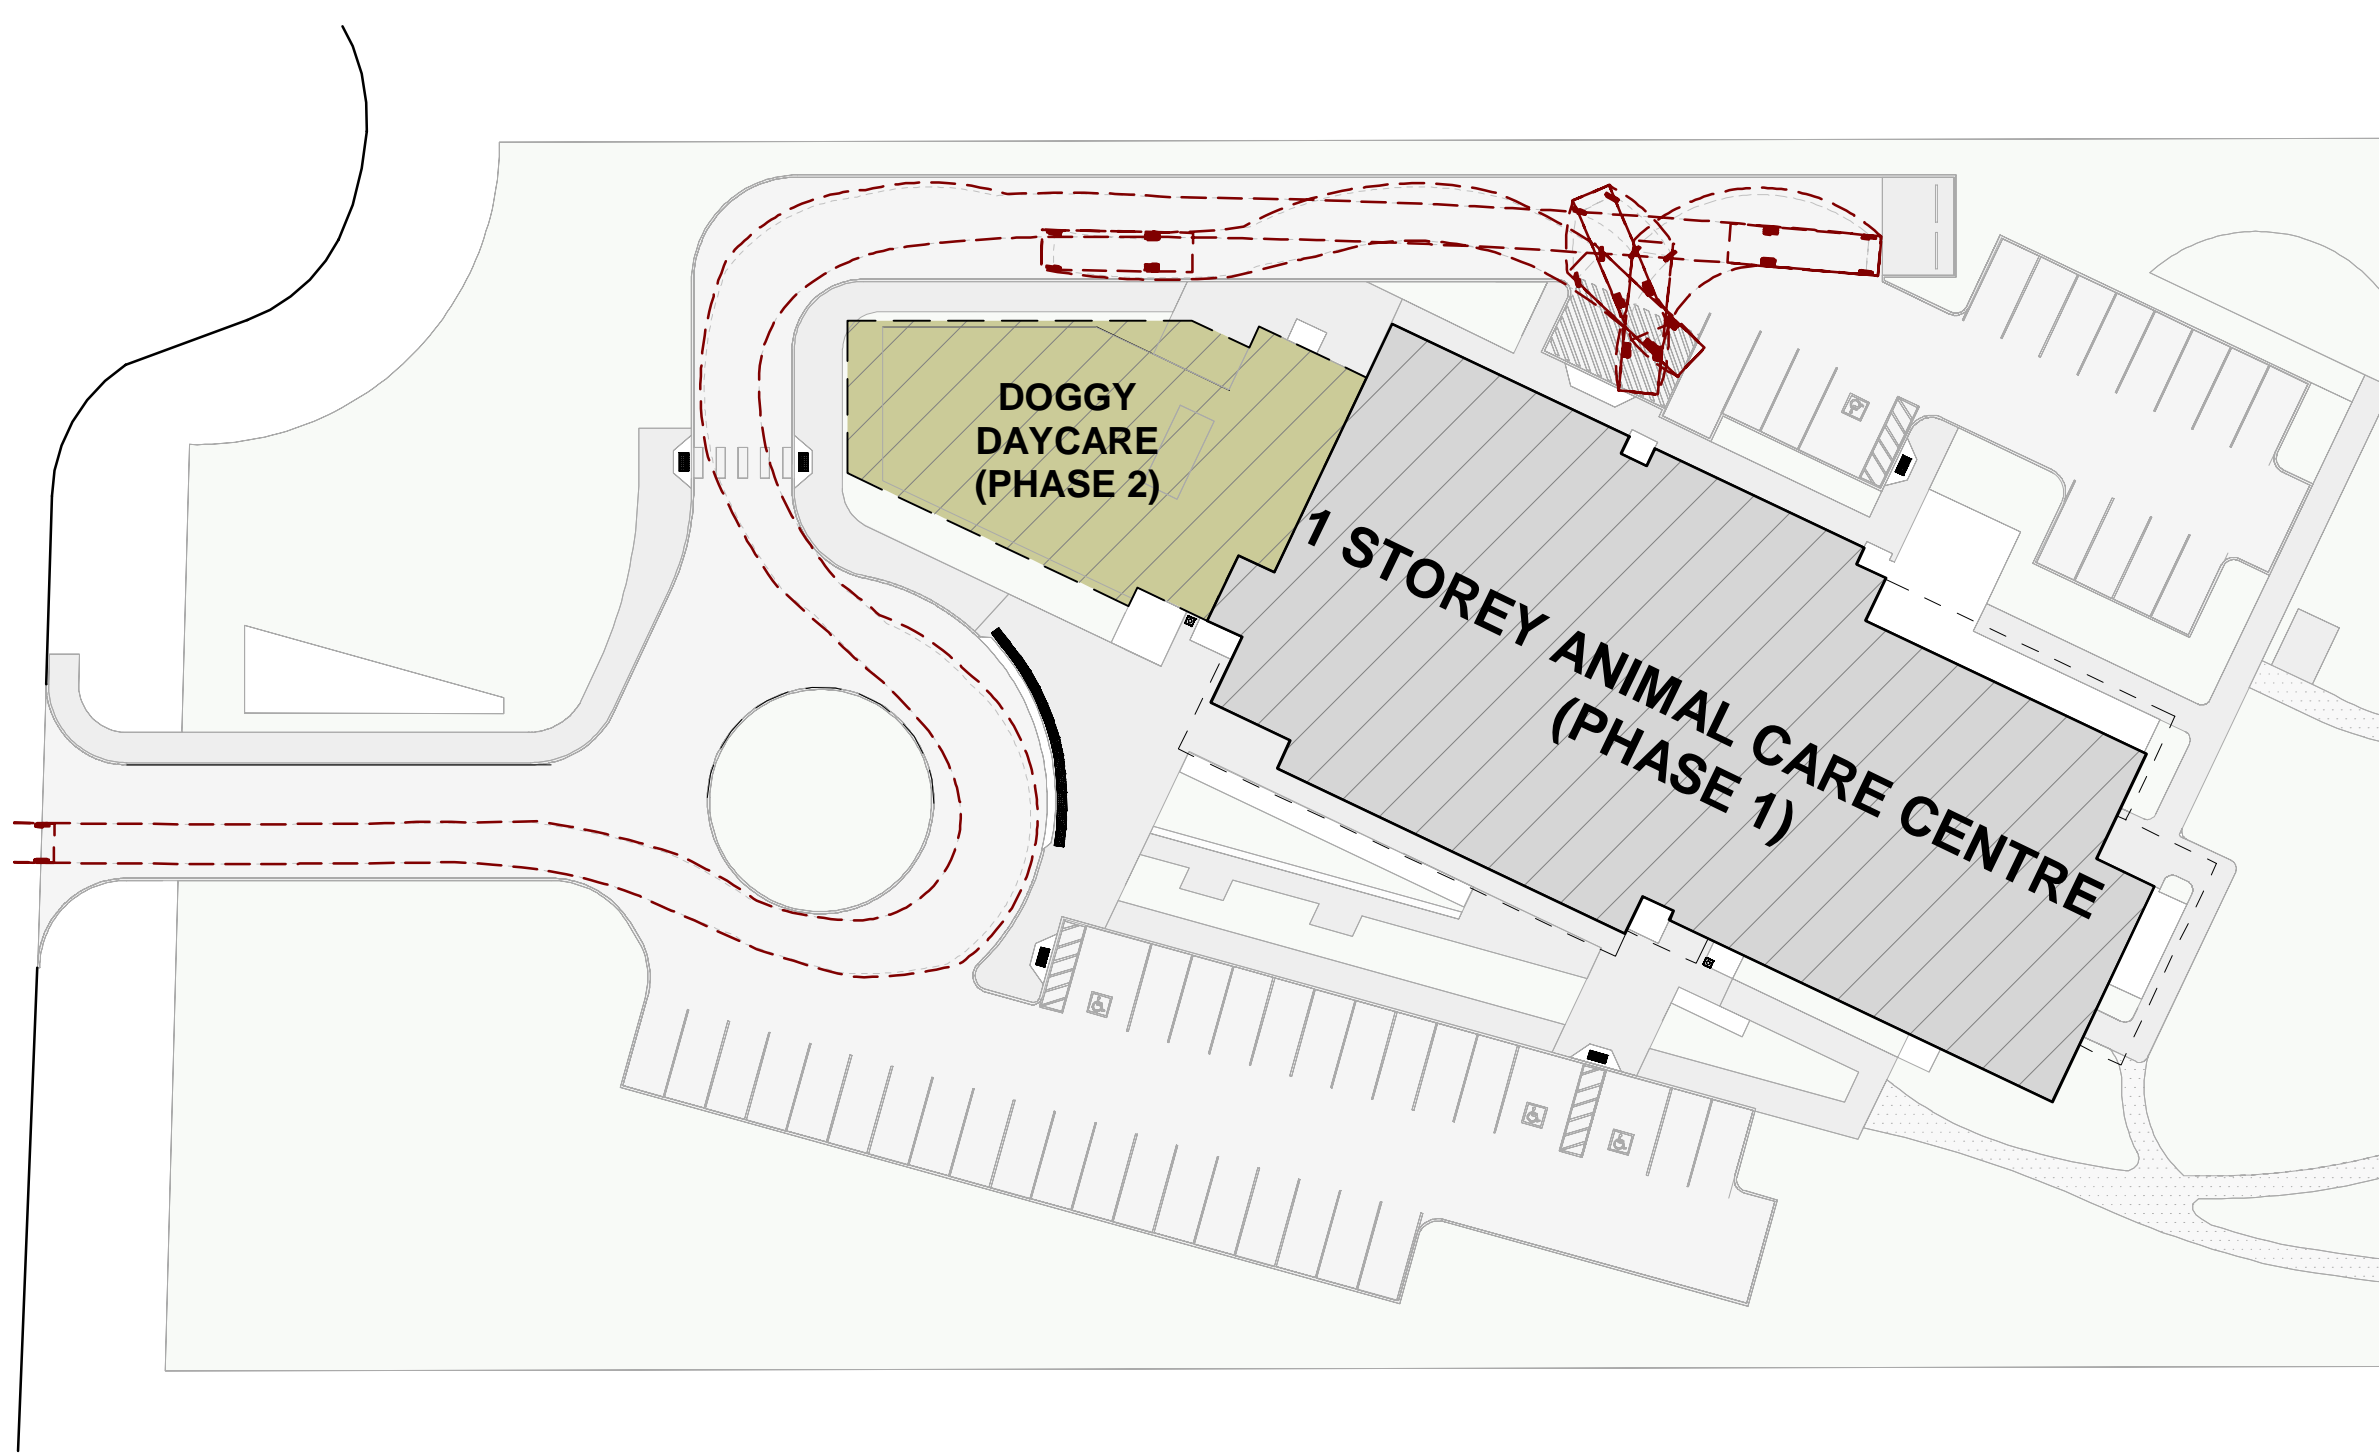 DOGGY
DAYCARE
(PHASE 2)
1 STOREY ANIMAL CARE CENTRE
(PHASE 1)